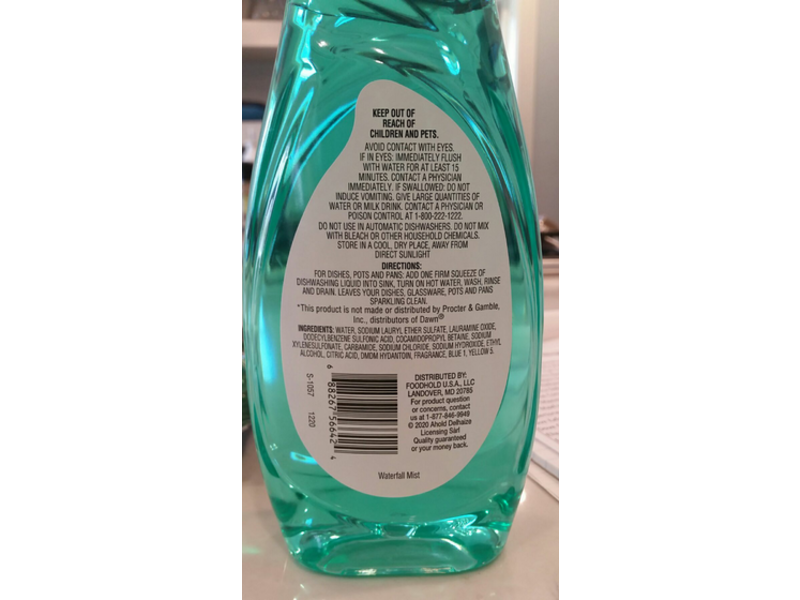 KEEP OUT OF
REACH OF
CHILDREN AND PETS.
AVOID CONTACT WITH EYES.
IF IN EYES: IMMEDIATELY FLUSH
WITH WATER FOR AT LEAST 15
MINUTES. CONTACT A PHYSICIAN
IMMEDIATELY. IF SWALLOWED: DO NOT
INDUCE VOMITING. GIVE LARGE QUANTITIES OF
WATER OR MILK DRINK. CONTACT A PHYSICIAN OR
POISON CONTROL AT 1-800-222-1222.
DO NOT USE IN AUTOMATIC DISHWASHERS. DO NOT MIX
WITH BLEACH OR OTHER HOUSEHOLD CHEMICALS.
STORE IN A COOL, DRY PLACE, AWAY FROM
DIRECT SUNLIGHT
DIRECTIONS:
FOR DISHES, POTS AND PANS: ADD ONE FIRM SQUEEZE OF
DISHWASHING LIQUID INTO SINK, TURN ON HOT WATER, WASH, RINSE
AND DRAIN. LEAVES YOUR DISHES, GLASSWARE, POTS AND PANS
SPARKLING CLEAN.
*This product is not made or distributed by Procter & Gamble,
Inc., distributors of Dawn®
INGREDIENTS: WATER, SODIUM LAURYL ETHER SULFATE, LAURAMINE OXIDE,
DODECYLBENZENE SULFONIC ACID, COCAMIDOPROPYL BETAINE, SODIUM
XYLENESULFONATE, CARBAMIDE, SODIUM CHLORIDE, SODIUM HYDROXIDE, ETHYL
ALCOHOL, CITRIC ACID, DMDM HYDANTOIN, FRAGRANCE, BLUE 1, YELLOW 5.
S-1057 1220
6 88267 56642 4
DISTRIBUTED BY:
FOODHOLD U.S.A., LLC
LANDOVER, MD 20785
For product question
or concerns, contact
us at 1-877-846-9949
© 2020 Ahold Delhaize
Licensing Sàrl
Quality guaranteed
or your money back.
Waterfall Mist